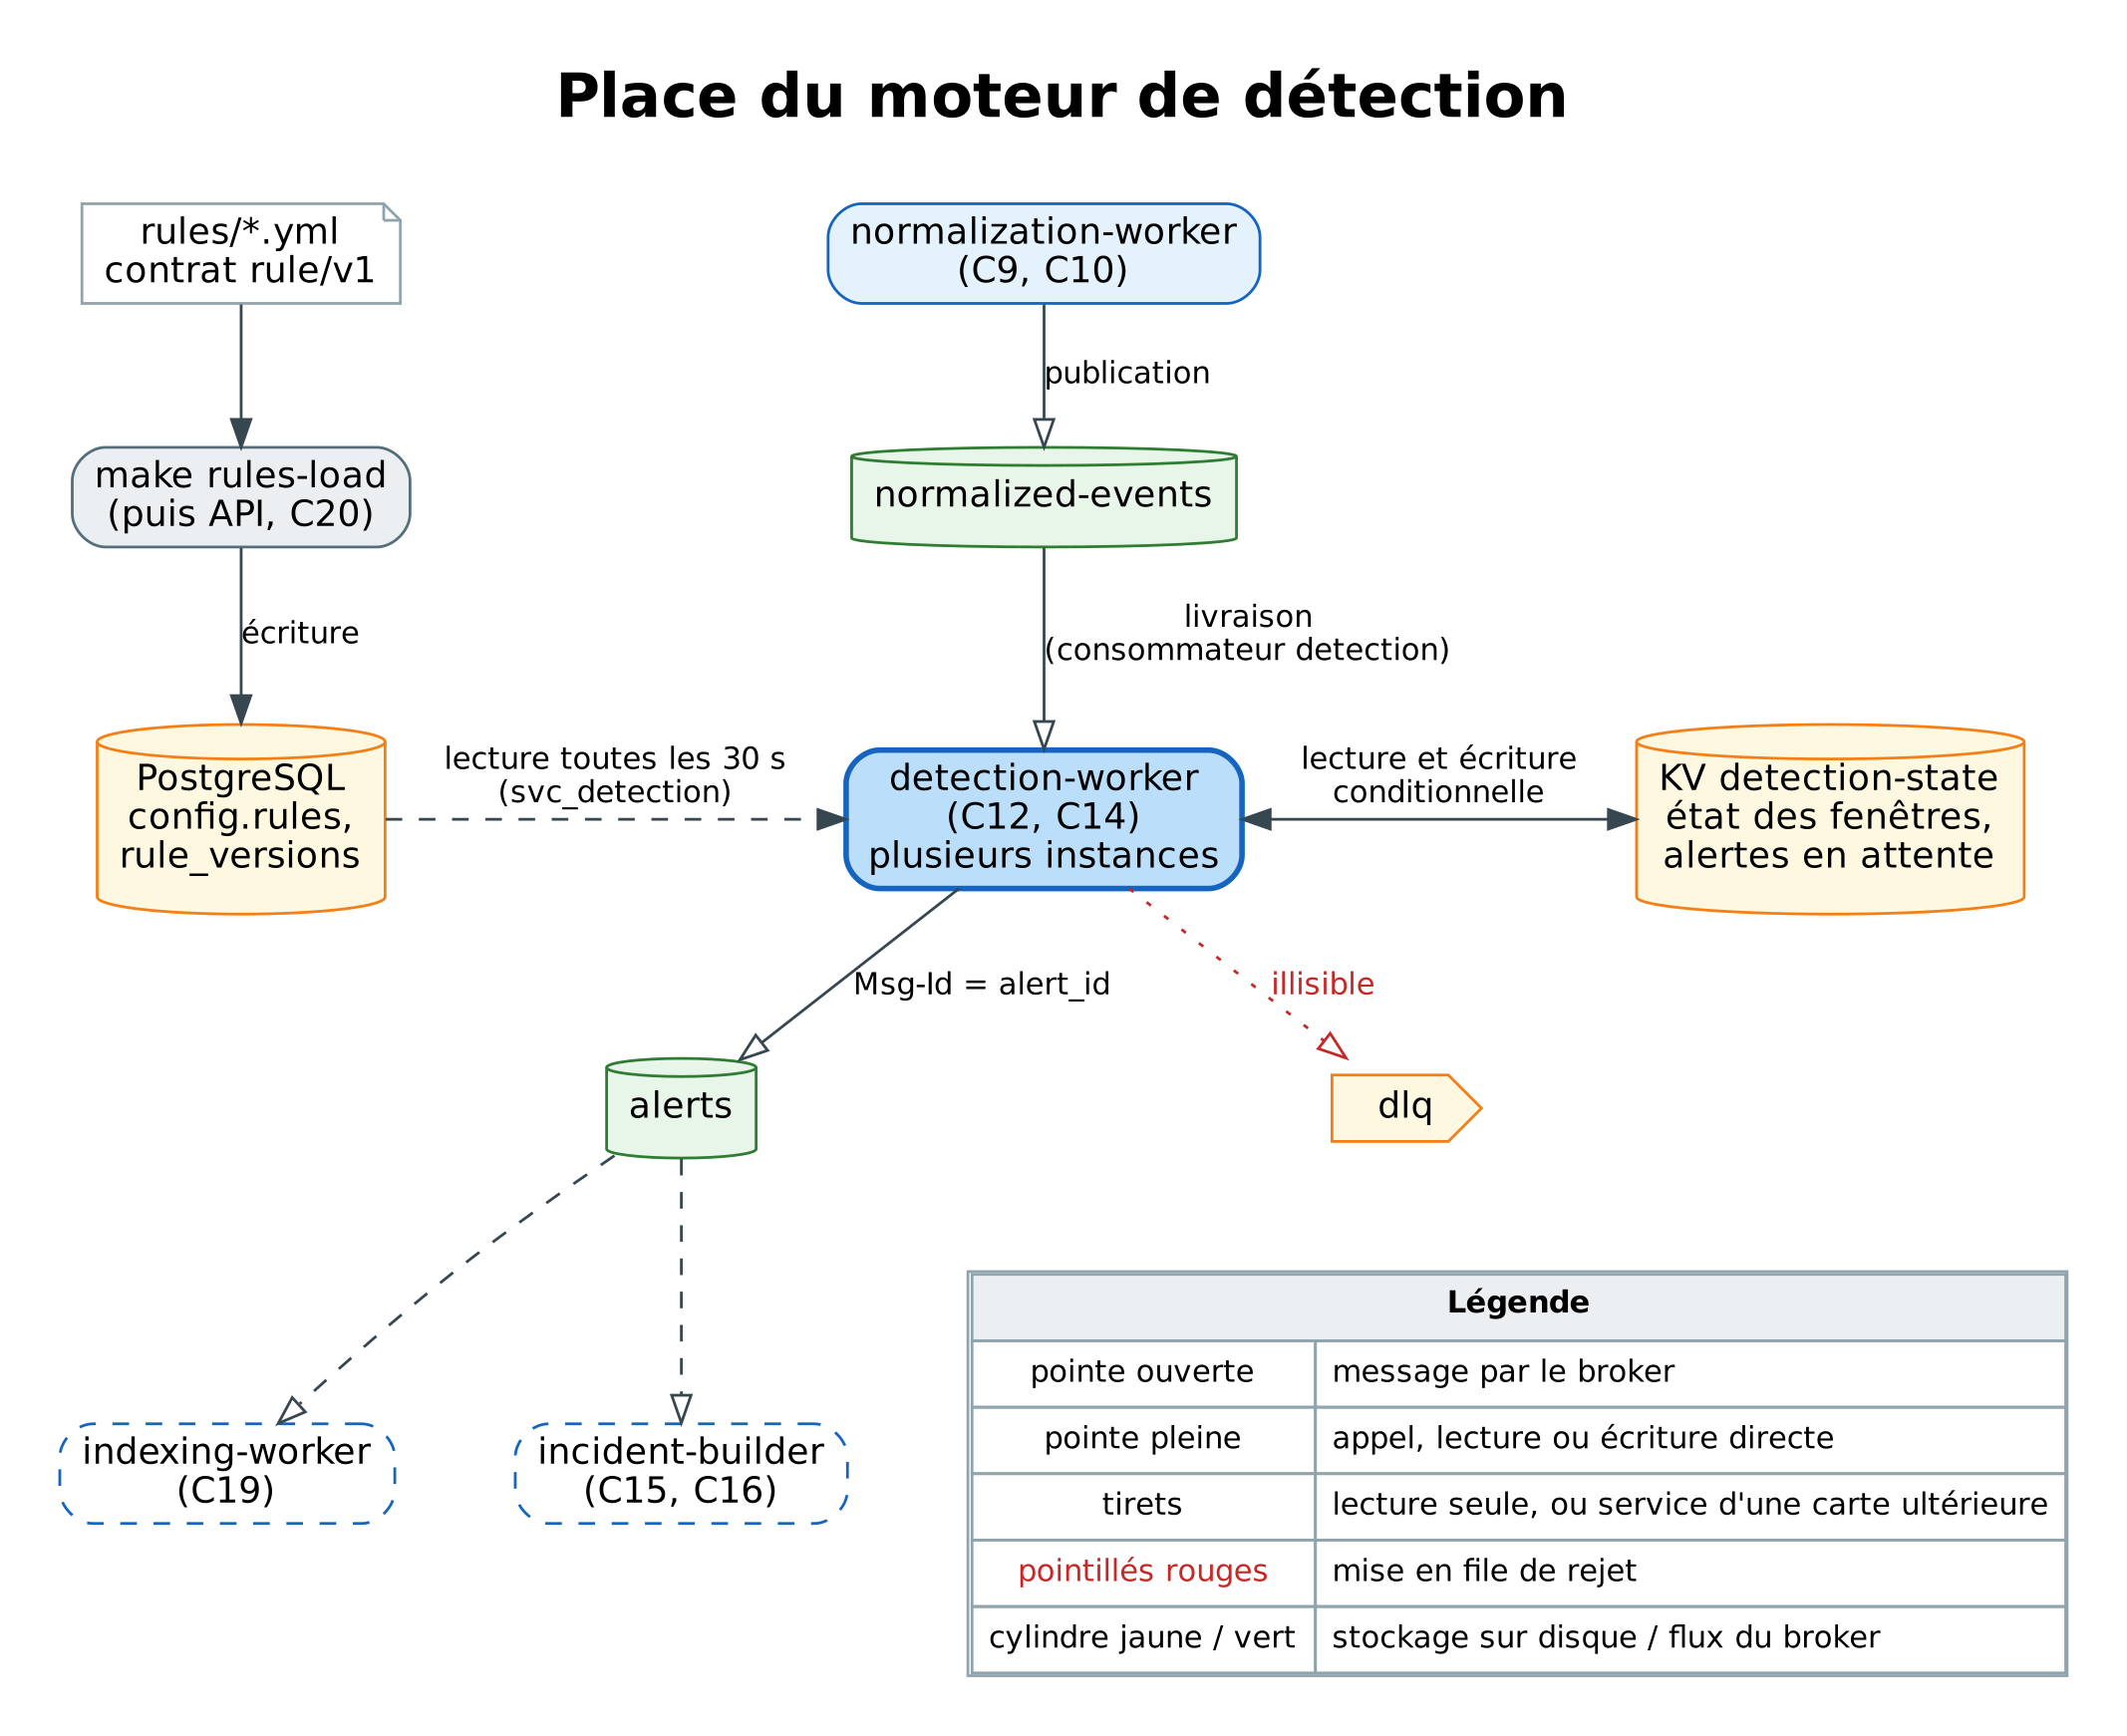 Place du moteur de détection
rules/*.yml
contrat rule/v1
normalization-worker
(C9, C10)
publication
make rules-load
(puis API, C20)
normalized-events
écriture
livraison
(consommateur detection)
PostgreSQL
config.rules,
rule_versions
lecture toutes les 30 s
(svc_detection)
detection-worker
(C12, C14)
plusieurs instances
lecture et écriture
conditionnelle
KV detection-state
état des fenêtres,
alertes en attente
Msg-Id = alert_id
illisible
alerts
dlq
indexing-worker
(C19)
incident-builder
(C15, C16)
Légende
pointe ouverte
message par le broker
pointe pleine
appel, lecture ou écriture directe
tirets
lecture seule, ou service d'une carte ultérieure
pointillés rouges
mise en file de rejet
cylindre jaune / vert
stockage sur disque / flux du broker